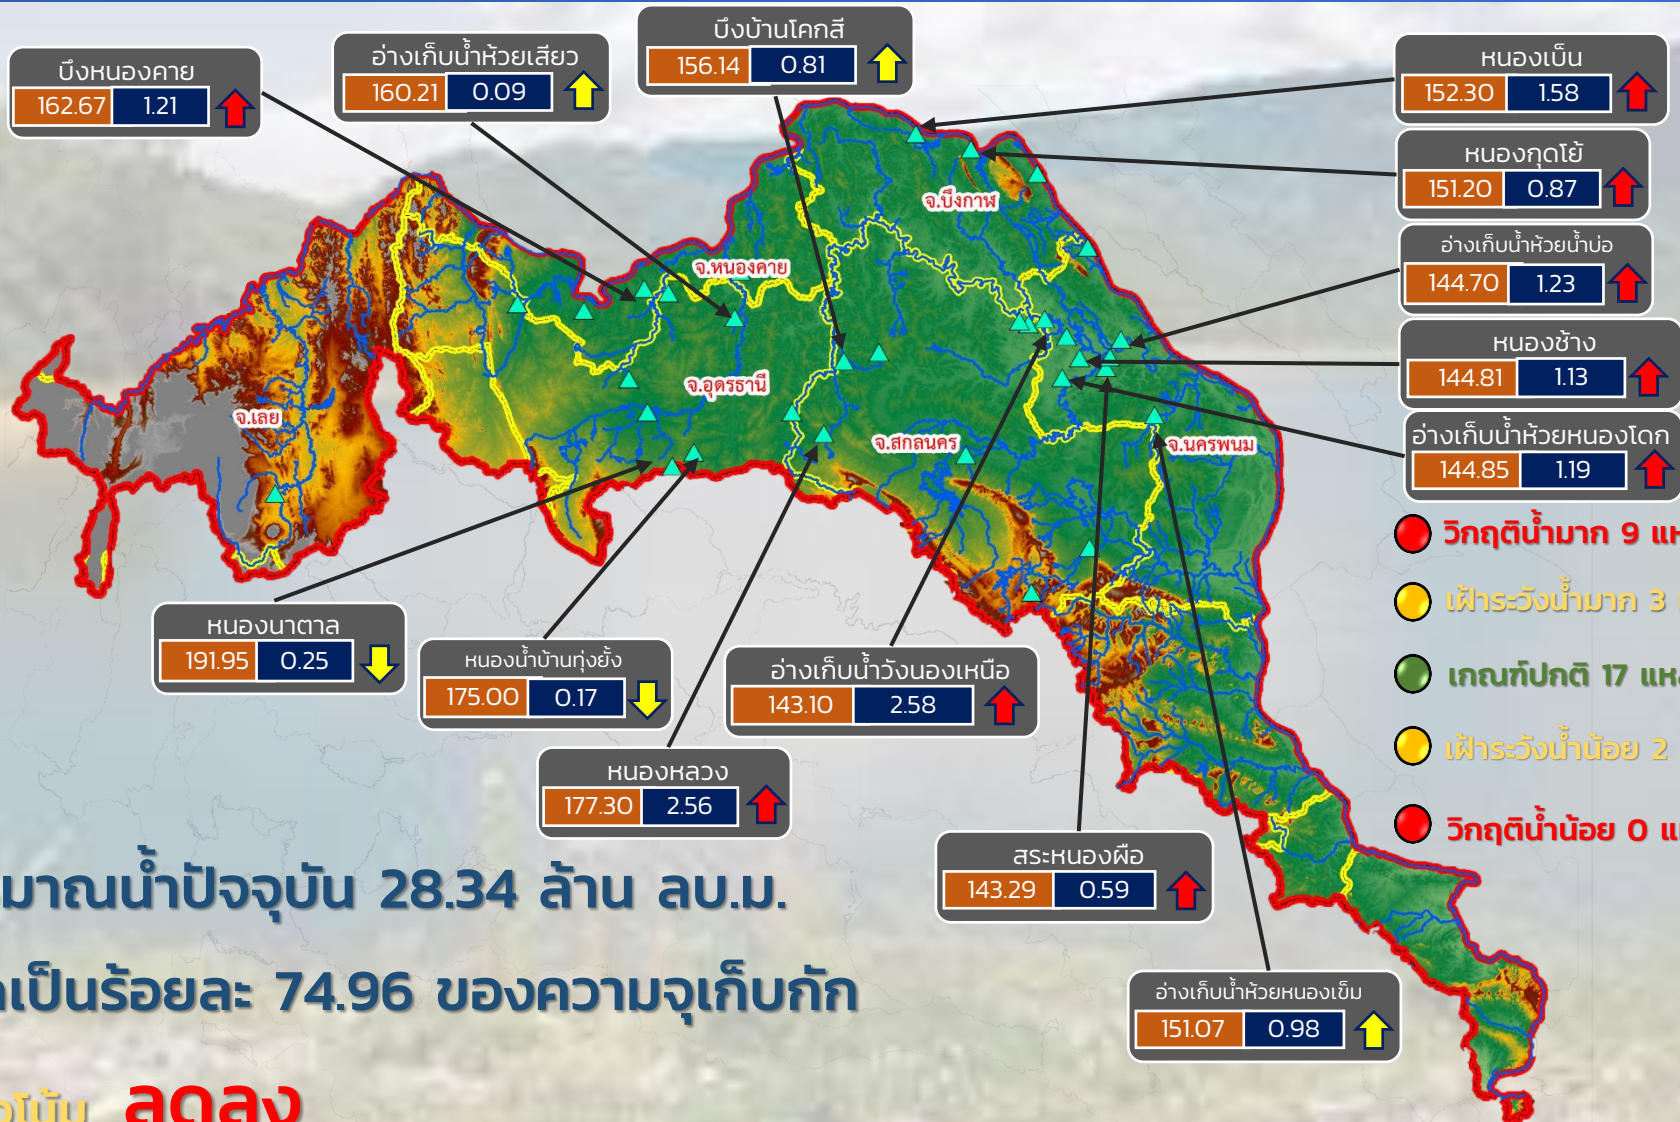 บึงบ้านโคกสี
156.14 0.81
อ่างเก็บน้ำห้วยเสียว
160.21 0.09
บึงหนองคาย
162.67 1.21
หนองเบ็น
152.30 1.58
หนองกุดโย้
151.20 0.87
อ่างเก็บน้ำห้วยน้ำบ่อ
144.70 1.23
หนองช้าง
144.81 1.13
อ่างเก็บน้ำห้วยหนองโดก
144.85 1.19
จ.บึงกาฬ
จ.หนองคาย
จ.อุดรธานี
จ.เลย
จ.สกลนคร
จ.นครพนม
วิกฤติน้ำมาก 9
เฝ้าระวังน้ำมาก 3
เกณฑ์ปกติ 17
เฝ้าระวังน้ำน้อย 2
วิกฤติน้ำน้อย 0
หนองนาตาล
191.95 0.25
หนองน้ำบ้านทุ่งยั้ง
175.00 0.17
อ่างเก็บน้ำวังนองเหนือ
143.10 2.58
หนองหลวง
177.30 2.56
สระหนองผือ
143.29 0.59
อ่างเก็บน้ำห้วยหนองเข็ม
151.07 0.98
มาณน้ำปัจจุบัน 28.34 ล้าน ลบ.ม.
เป็นร้อยละ 74.96 ของความจุเก็บกัก
โน้ม ลดลง